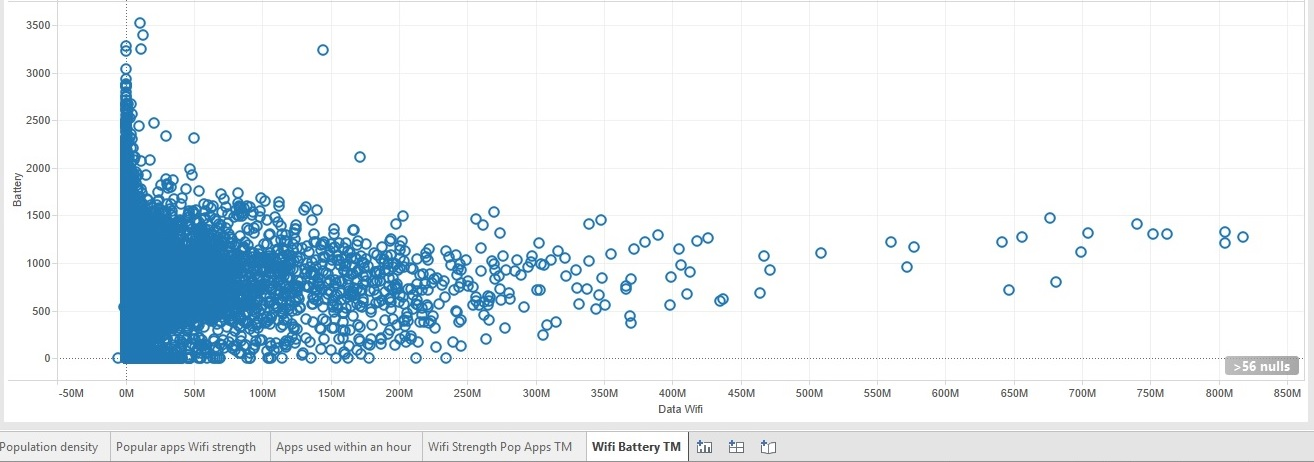 3500
3000
2500
2000
1500
1000
500
0
Battery
>56 nulls
-50M 0M 50M 100M 150M 200M 250M 300M 350M 400M 450M 500M 550M 600M 650M 700M 750M 800M 850M
Data Wifi
Population density Popular apps Wifi strength Apps used within an hour Wifi Strength Pop Apps TM Wifi Battery TM